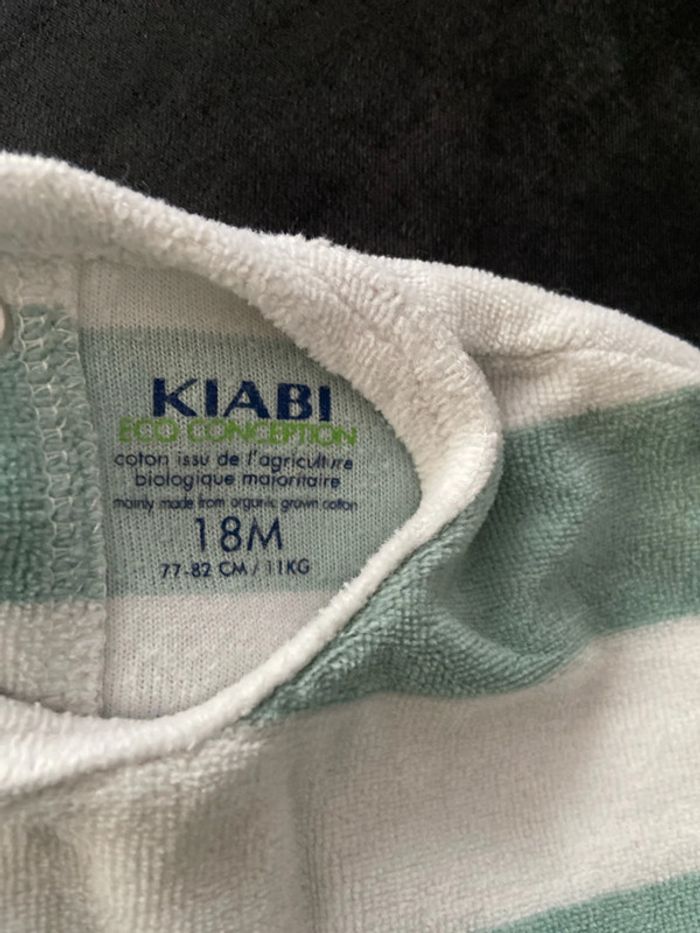 KIABI
ECO CONCEPTION
coton issu de l'agriculture
biologique majoritaire
mainly made from organic grown cotton
18M
77-82 CM / 11KG